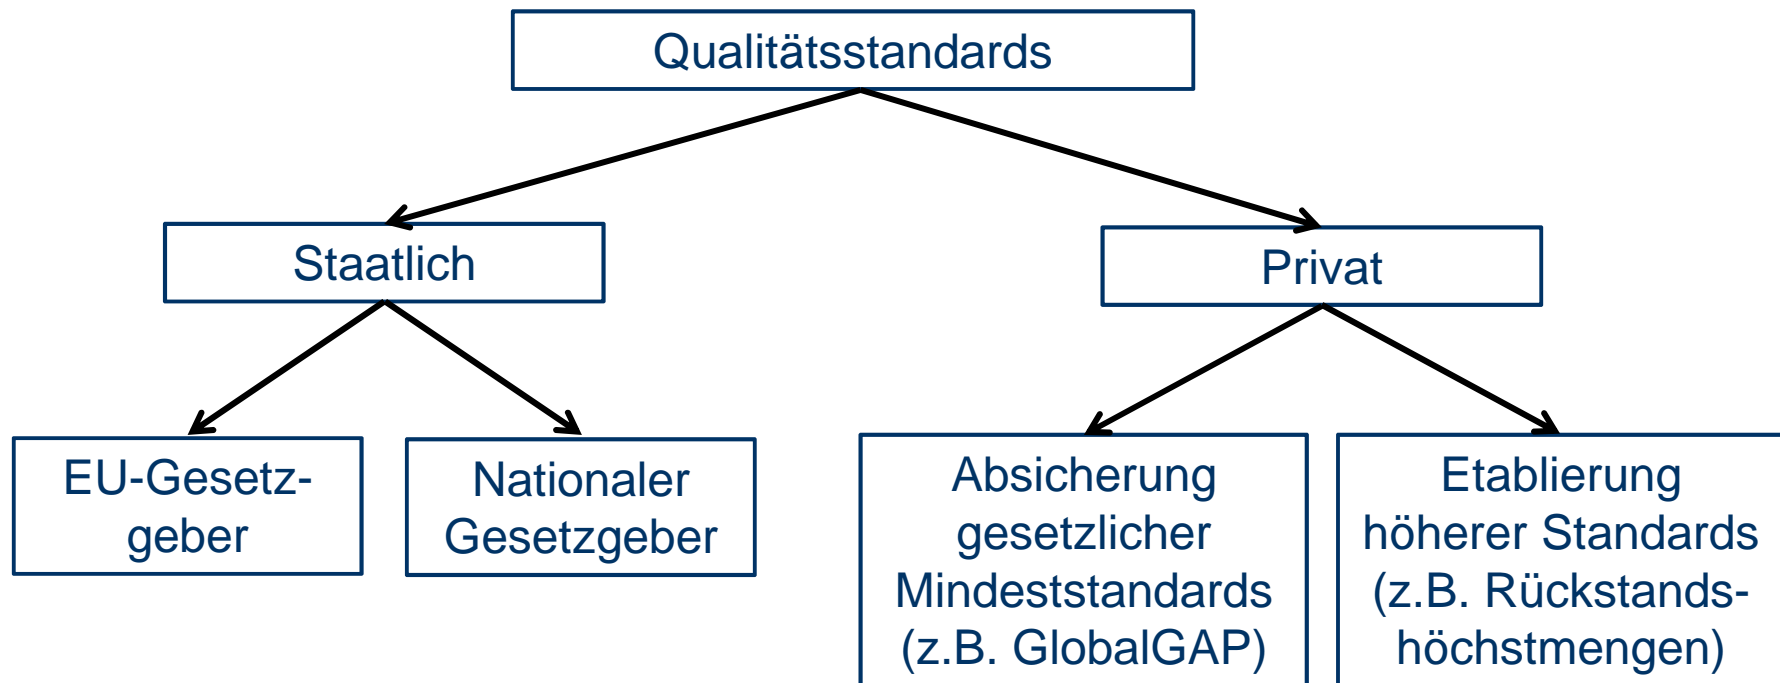 Qualitätsstandards
Staatlich
Privat
EU-Gesetz-
geber
Nationaler
Gesetzgeber
Absicherung
gesetzlicher
Mindeststandards
(z.B. GlobalGAP)
Etablierung
höherer Standards
(z.B. Rückstands-
höchstmengen)